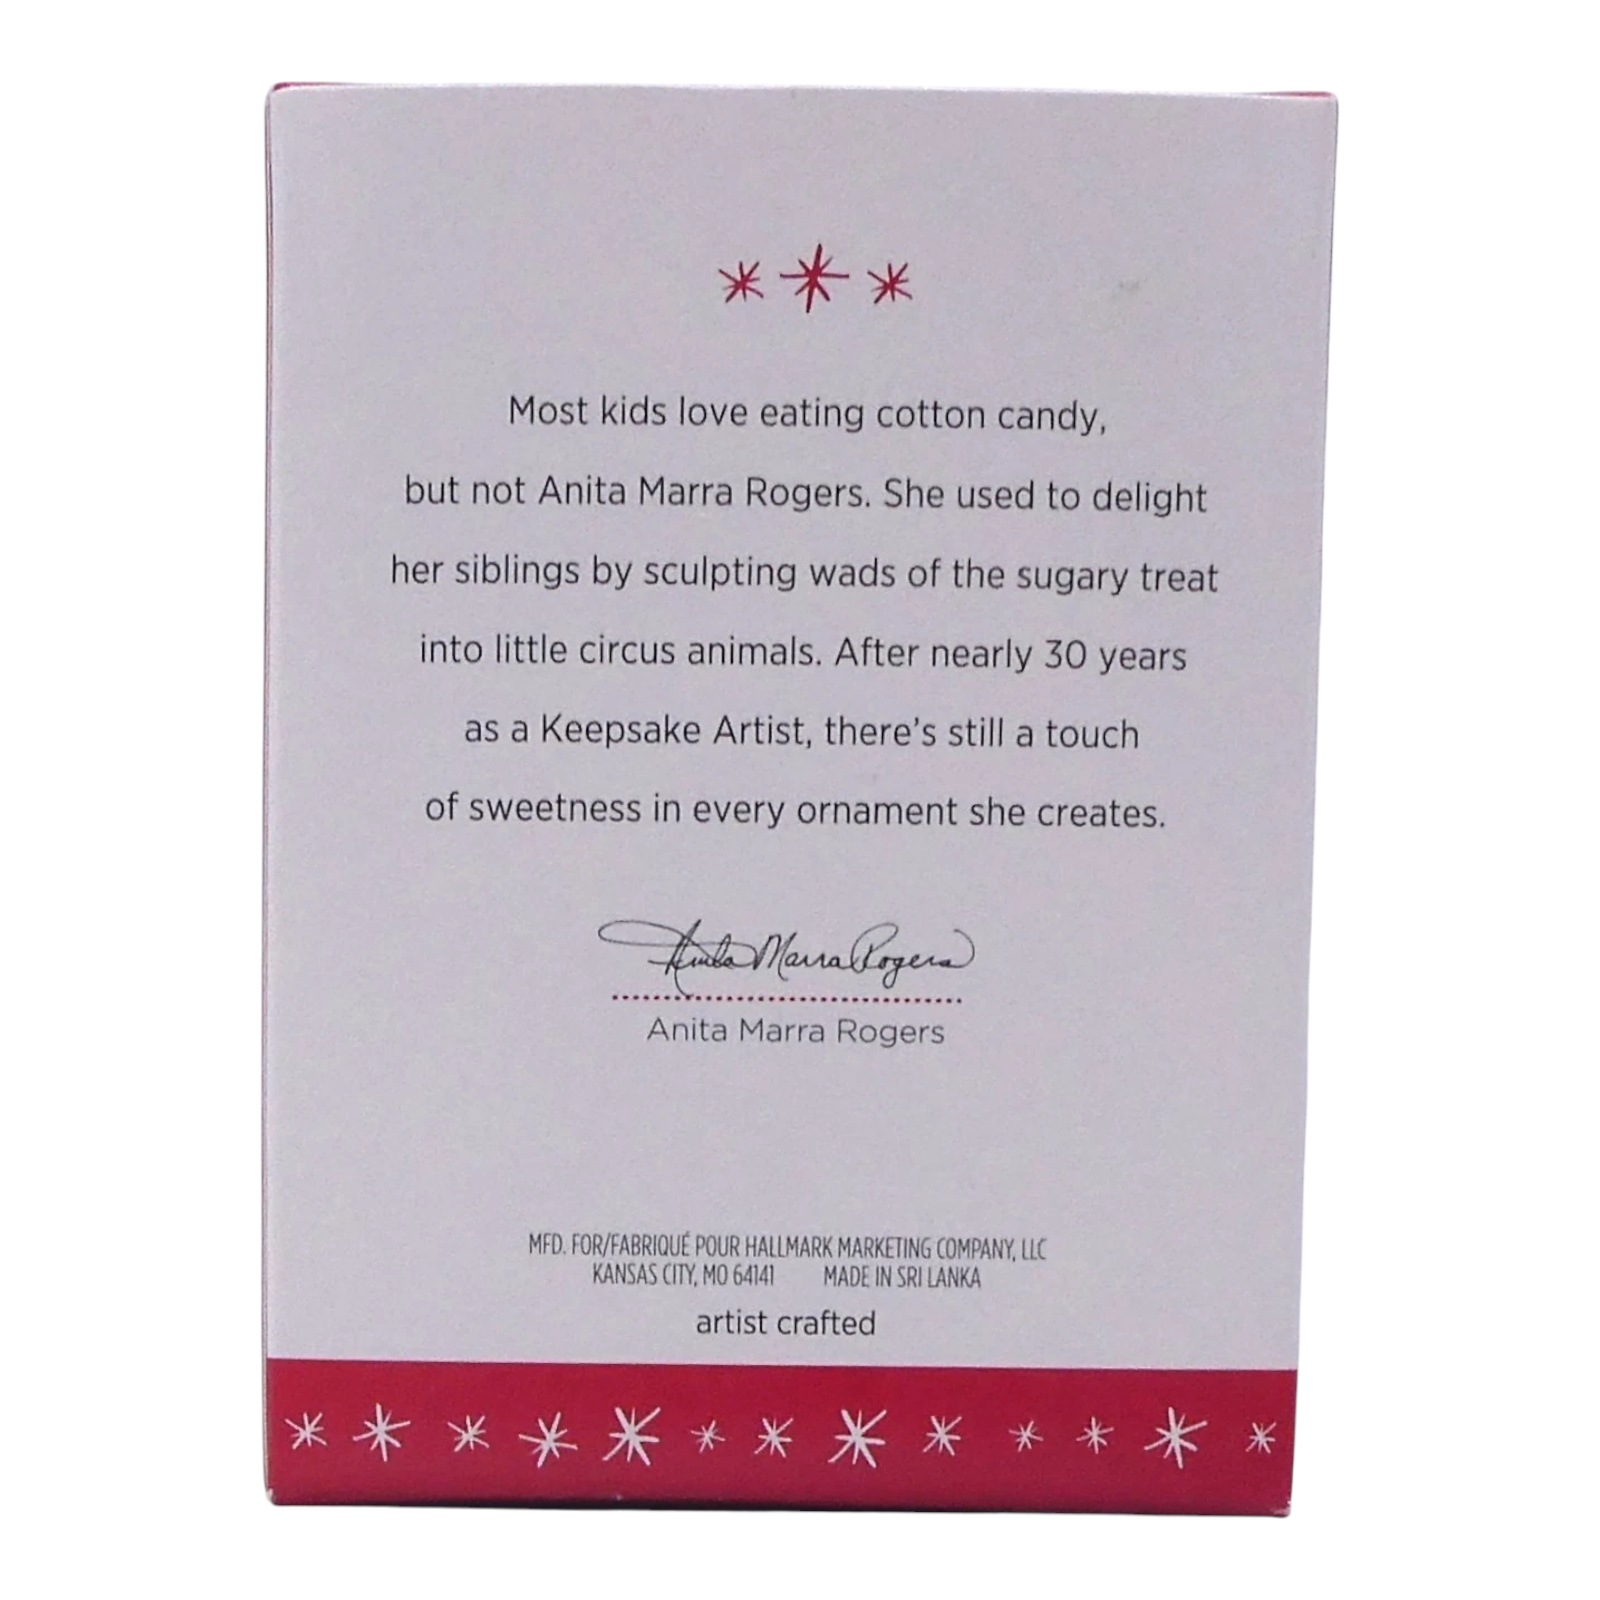 Most kids love eating cotton candy,
but not Anita Marra Rogers. She used to delight
her siblings by sculpting wads of the sugary treat
into little circus animals. After nearly 30 years
as a Keepsake Artist, there's still a touch
of sweetness in every ornament she creates.
Anita Marra Rogers
Anita Marra Rogers
MFD. FOR/FABRIQUÉ POUR HALLMARK MARKETING COMPANY, LLC
KANSAS CITY, MO 64141 MADE IN SRI LANKA
artist crafted